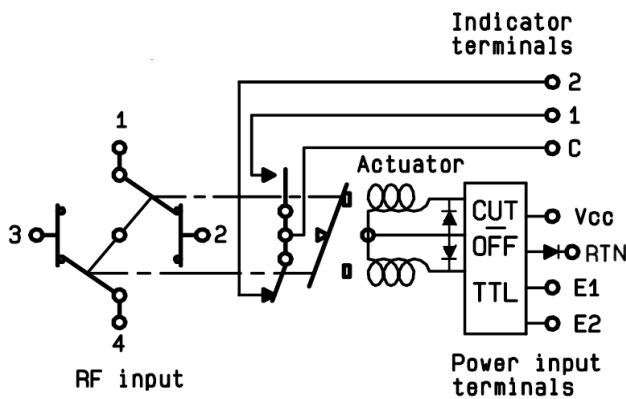 Indicator
terminals
2
1
C
1
Actuator
3
2
4
CUT
OFF
TTL
Vcc
RTN
E1
E2
RF input
Power input
terminals